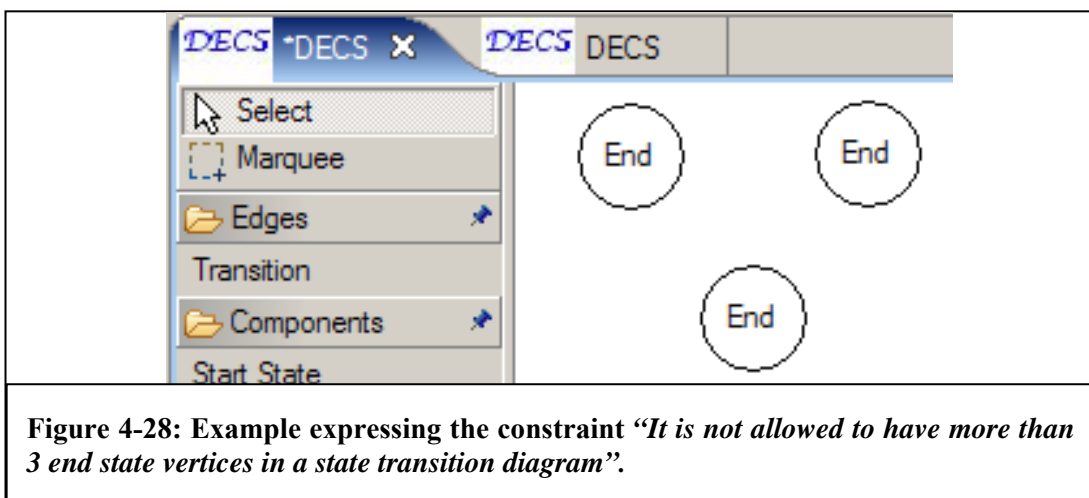 DECS *DECS DECS DECS
Select
Marquee
Edges
Transition
Components
Start State
End
End
End
Figure 4-28: Example expressing the constraint “It is not allowed to have more than
3 end state vertices in a state transition diagram”.